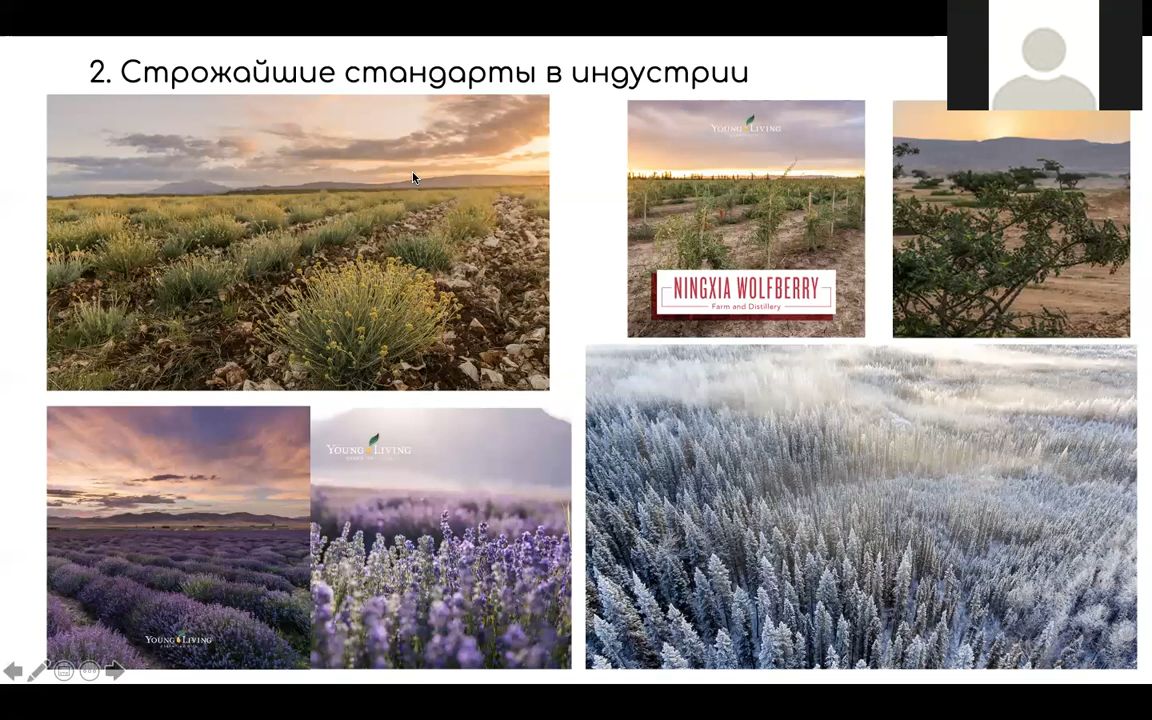 2. Строжайшие стандарты в индустрии
YOUNG LIVING
NINGXIA WOLFBERRY
Farm and Distillery
YOUNG LIVING
YOUNG LIVING